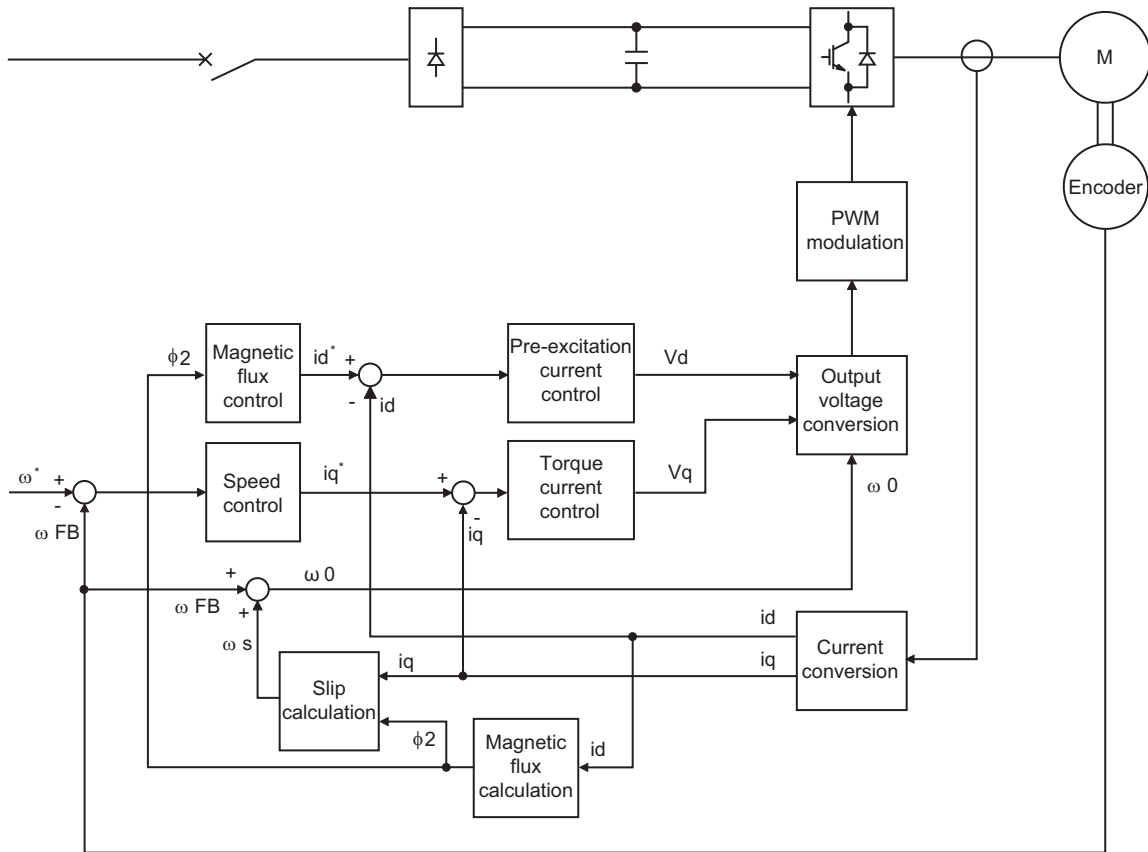 M
Encoder
PWM
modulation
ϕ2
Magnetic
flux
control
id*
+
-
id
Pre-excitation
current
control
Vd
Output
voltage
conversion
ω*
+
-
ω FB
Speed
control
iq*
+
-
iq
Torque
current
control
Vq
ω 0
+
ω FB
+
ω s
ω 0
id
iq
Current
conversion
iq
Slip
calculation
ϕ2
Magnetic
flux
calculation
id